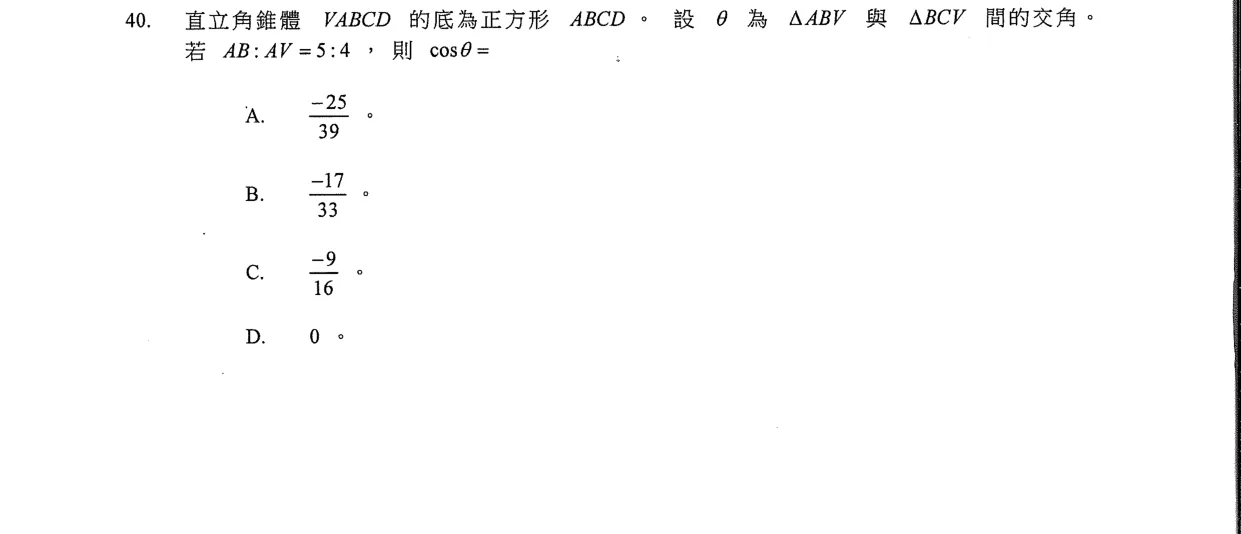 40. 直立角錐體 VABCD 的底為正方形 ABCD。 設 θ 為 ΔABV 與 ΔBCV 間的交角。
若 AB : AV = 5 : 4 ， 則 cosθ =
A. −25/39 。
B. −17/33 。
C. −9/16 。
D. 0 。